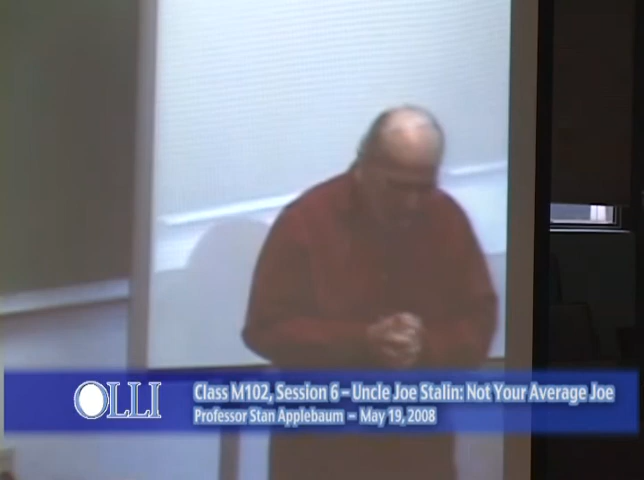 OLLI
Class M102, Session 6 – Uncle Joe Stalin: Not Your Average Joe
Professor Stan Applebaum – May 19, 2008